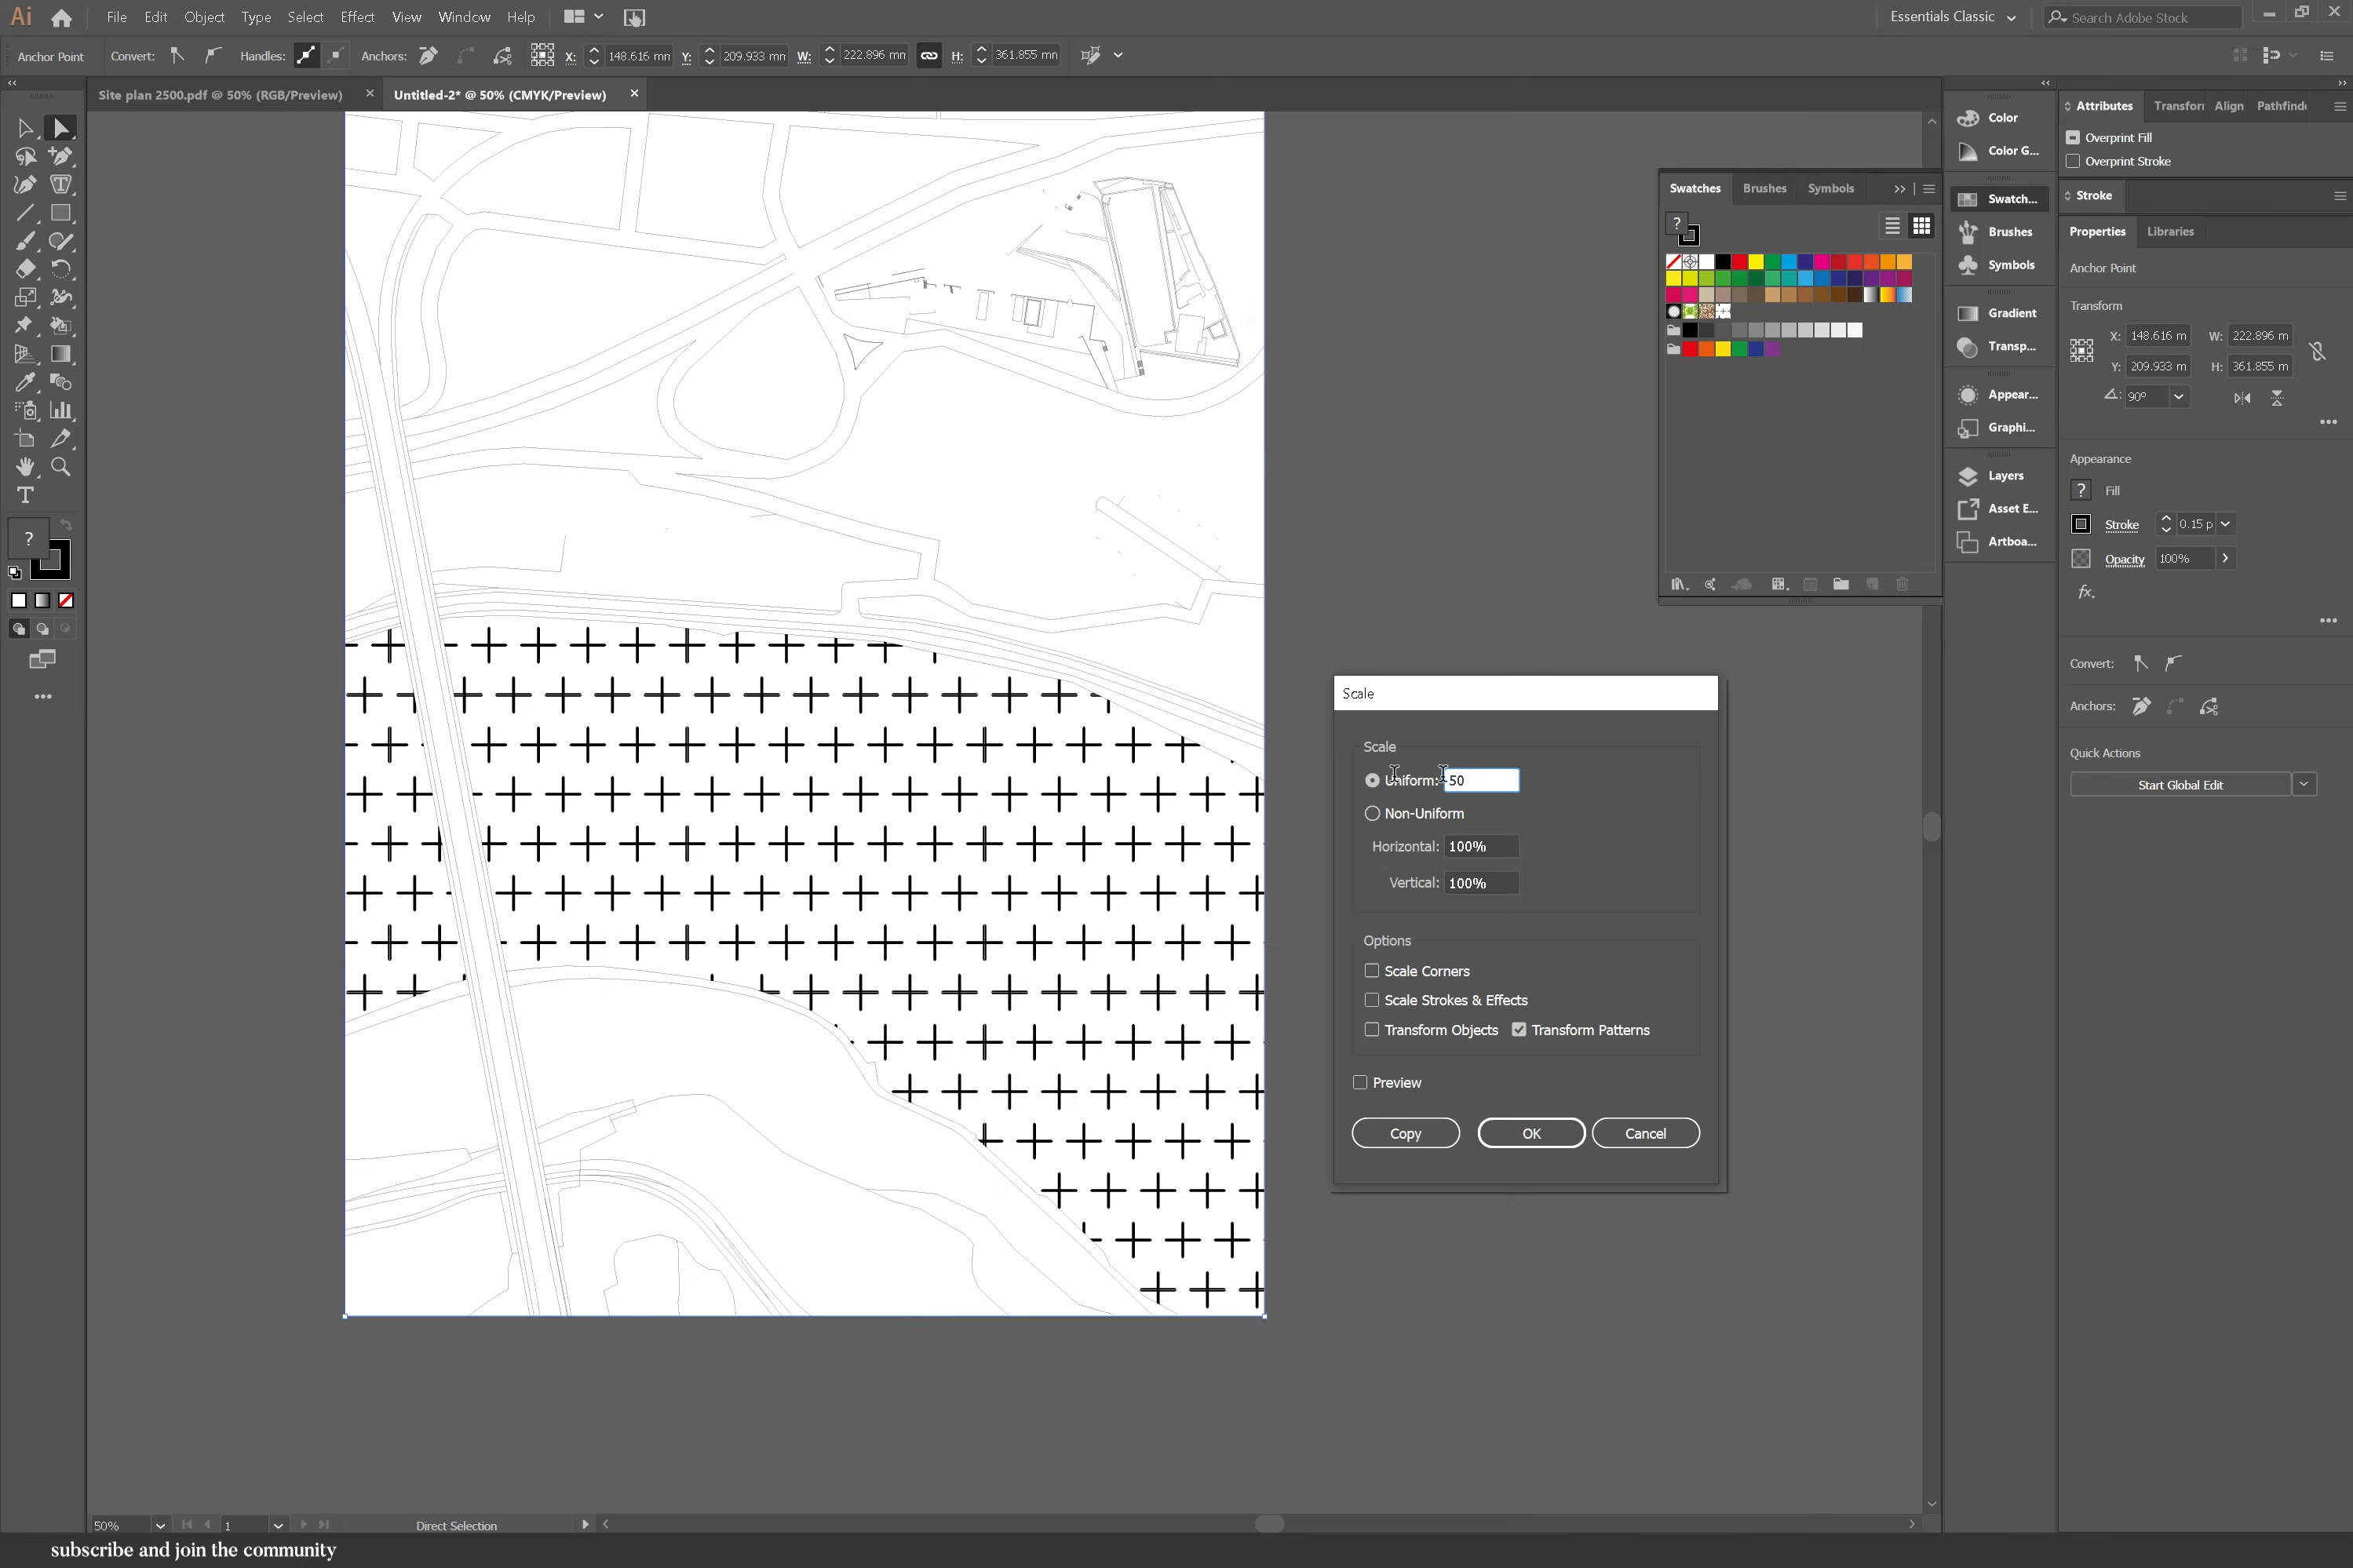 Ai File Edit Object Type Select Effect View Window Help Essentials Classic Search Adobe Stock
Anchor Point Convert: Handles: Anchors: X: 148.616 mn Y: 209.933 mn W: 222.896 mn H: 361.855 mn
Site plan 2500.pdf @ 50% (RGB/Preview) Untitled-2* @ 50% (CMYK/Preview)
Swatches Brushes Symbols
Color
Color G...
Swatch...
Brushes
Symbols
Gradient
Transp...
Appear...
Graphi...
Layers
Asset E...
Artboa...
Attributes Transfor Align Pathfind
Overprint Fill
Overprint Stroke
Stroke
Properties Libraries
Anchor Point
Transform
X: 148.616 m W: 222.896 m
Y: 209.933 m H: 361.855 m
90°
Appearance
? Fill
Stroke 0.15 p
Opacity 100%
fx.
Convert:
Anchors:
Quick Actions
Start Global Edit
Scale
Scale
Uniform: 50
Non-Uniform
Horizontal: 100%
Vertical: 100%
Options
Scale Corners
Scale Strokes & Effects
Transform Objects Transform Patterns
Preview
Copy OK Cancel
50% 1 Direct Selection
subscribe and join the community